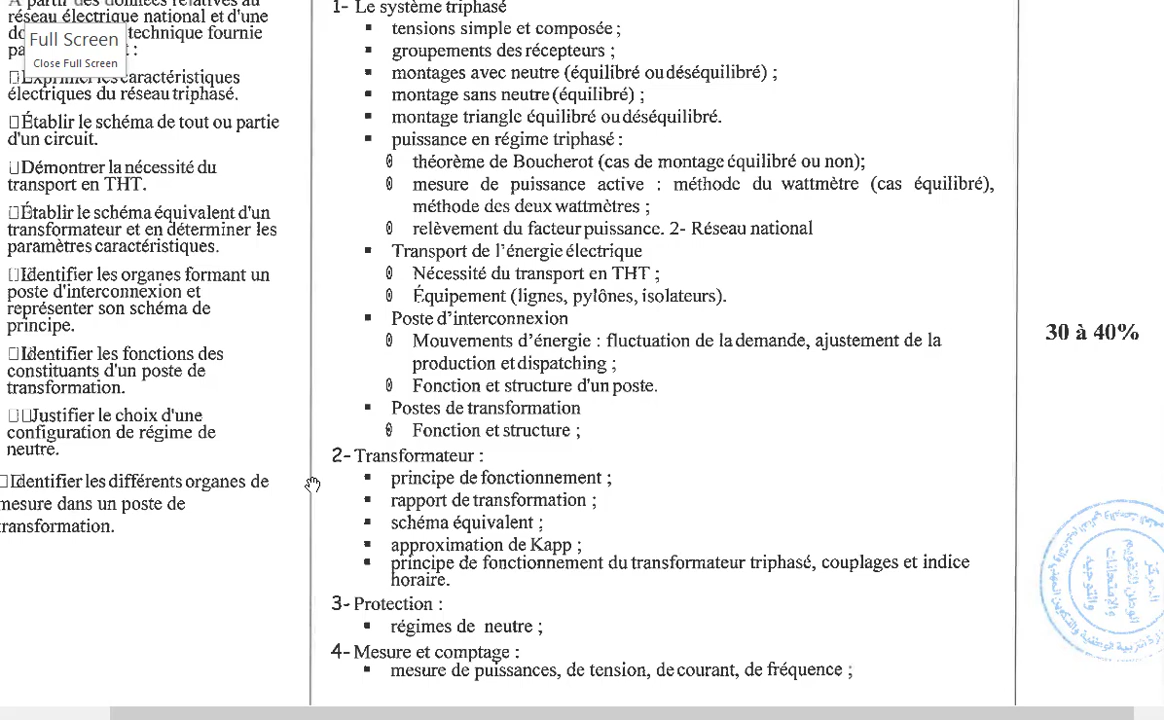 A partir des données relatives au
réseau électrique national et d'une
technique fournie
Full Screen
Close Full Screen
caractéristiques
électriques du réseau triphasé.
Établir le schéma de tout ou partie
d'un circuit.
Démontrer la nécessité du
transport en THT.
Établir le schéma équivalent d'un
transformateur et en déterminer les
paramètres caractéristiques.
Identifier les organes formant un
poste d'interconnexion et
représenter son schéma de
principe.
Identifier les fonctions des
constituants d'un poste de
transformation.
Justifier le choix d'une
configuration de régime de
neutre.
Identifier les différents organes de
mesure dans un poste de
transformation.
1- Le système triphasé
▪ tensions simple et composée ;
▪ groupements des récepteurs ;
▪ montages avec neutre (équilibré ou déséquilibré) ;
▪ montage sans neutre (équilibré) ;
▪ montage triangle équilibré ou déséquilibré.
▪ puissance en régime triphasé :
théorème de Boucherot (cas de montage équilibré ou non);
mesure de puissance active : méthode du wattmètre (cas équilibré),
méthode des deux wattmètres ;
relèvement du facteur puissance. 2- Réseau national
▪ Transport de l'énergie électrique
Nécessité du transport en THT ;
Équipement (lignes, pylônes, isolateurs).
▪ Poste d'interconnexion
Mouvements d'énergie : fluctuation de la demande, ajustement de la
production et dispatching ;
Fonction et structure d'un poste.
▪ Postes de transformation
Fonction et structure ;
2- Transformateur :
▪ principe de fonctionnement ;
▪ rapport de transformation ;
▪ schéma équivalent ;
▪ approximation de Kapp ;
▪ principe de fonctionnement du transformateur triphasé, couplages et indice
horaire.
3- Protection :
▪ régimes de neutre ;
4- Mesure et comptage :
▪ mesure de puissances, de tension, de courant, de fréquence ;
30 à 40%
المركز
الوطني للتقويم
والامتحانات
والتوجيه